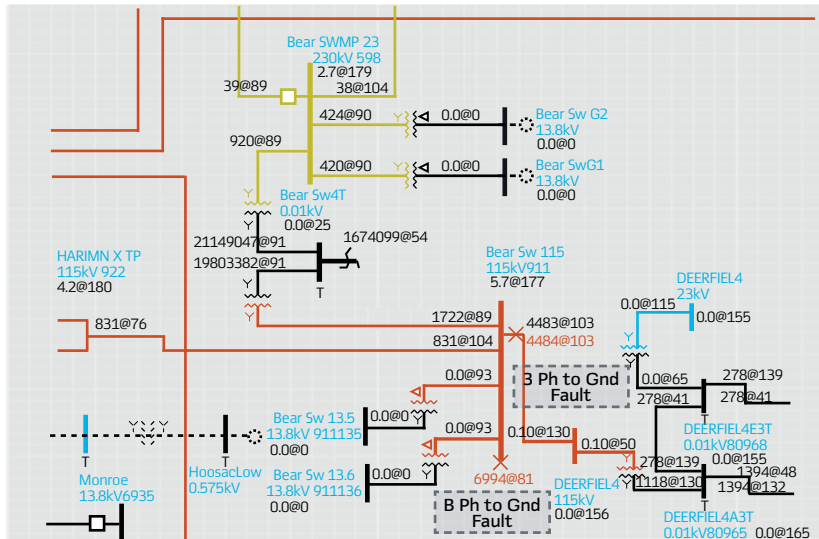 Bear SWMP 23
230kV 598
2.7@179
39@89
38@104
424@90
0.0@0
Bear Sw G2
13.8kV
0.0@0
920@89
420@90
0.0@0
Bear SwG1
13.8kV
0.0@0
Bear Sw4T
0.01kV
0.0@25
21149047@91
1674099@54
19803382@91
T
HARIMN X TP
115kV 922
4.2@180
Bear Sw 115
115kV911
5.7@177
DEERFIEL4
23kV
0.0@115
0.0@155
831@76
1722@89
4483@103
4484@103
831@104
0.0@93
3 Ph to Gnd
Fault
0.0@65
278@139
278@41
278@41
T
Bear Sw 13.5
13.8kV 911135
0.0@0
0.0@0
0.0@93
0.10@130
0.10@50
DEERFIEL4E3T
0.01kV80968
0.0@155
T
T
Monroe
13.8kV6935
HoosacLow
0.575kV
Bear Sw 13.6
13.8kV 911136
0.0@0
0.0@0
6994@81
B Ph to Gnd
Fault
DEERFIEL4
115kV
0.0@156
278@139
1118@130
1394@48
1394@132
T
DEERFIEL4A3T
0.01kV80965
0.0@165